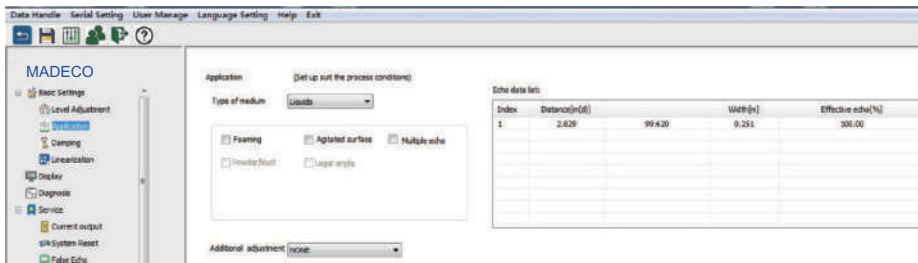 Data Handle Serial Setting User Manage Language Setting Help Exit
MADECO
Basic Settings
Level Adjustment
Application
Damping
Linearization
Display
Diagnosis
Service
Current output
System Reset
False Echo
Application (Set up suit the process conditions)
Type of medium Liquids
Foaming Agitated surface Multiple echo
Powder/Dust Large angle
Additional adjustment NONE
Echo data list:
Index Distance[m(d)] Width[m] Effective echo[%]
1 2.829 99.620 0.251 100.00